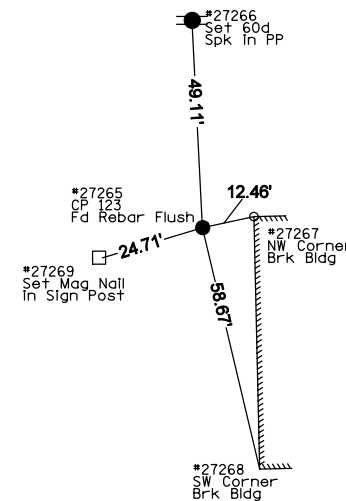 #27266
Set 60d
Spk in PP
49.11'
#27265
CP 123
Fd Rebar Flush
12.46'
24.71'
#27267
NW Corner
Brk Bldg
#27269
Set Mag Nail
in Sign Post
58.67'
#27268
SW Corner
Brk Bldg